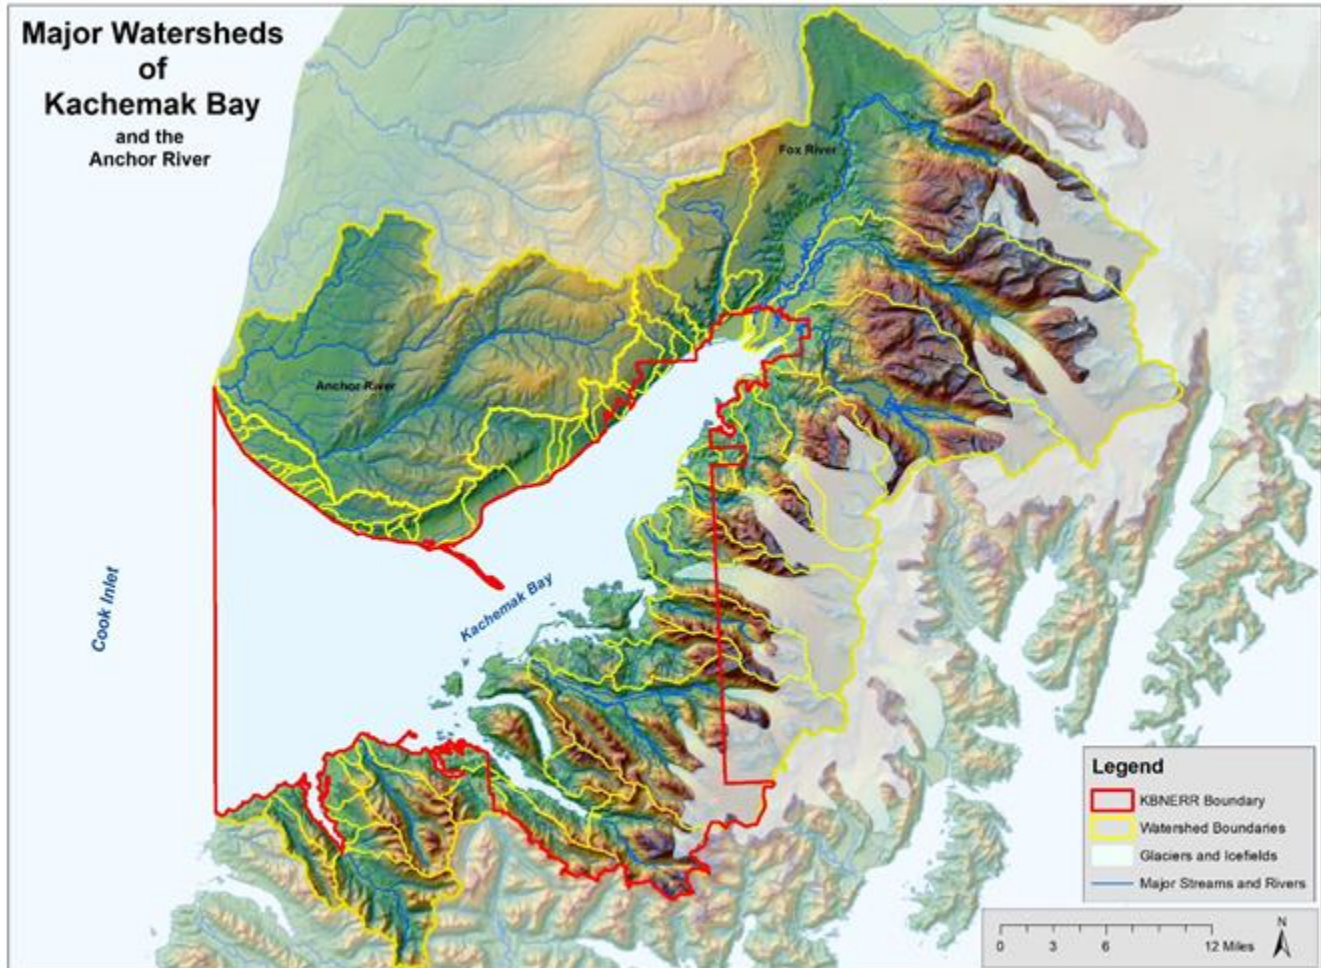 Major Watersheds
of
Kachemak Bay
and the
Anchor River
Fox River
Anchor River
Cook Inlet
Kachemak Bay
Legend
KBNERR Boundary
Watershed Boundaries
Glaciers and Icefields
Major Streams and Rivers
N
0 3 6 12 Miles